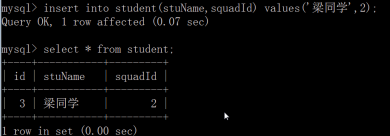 mysql> insert into student(stuName,squadId) values('梁同学',2);
Query OK, 1 row affected (0.07 sec)
mysql> select * from student;
+----+---------+---------+
| id | stuName | squadId |
+----+---------+---------+
| 3 | 梁同学 | 2 |
+----+---------+---------+
1 row in set (0.00 sec)